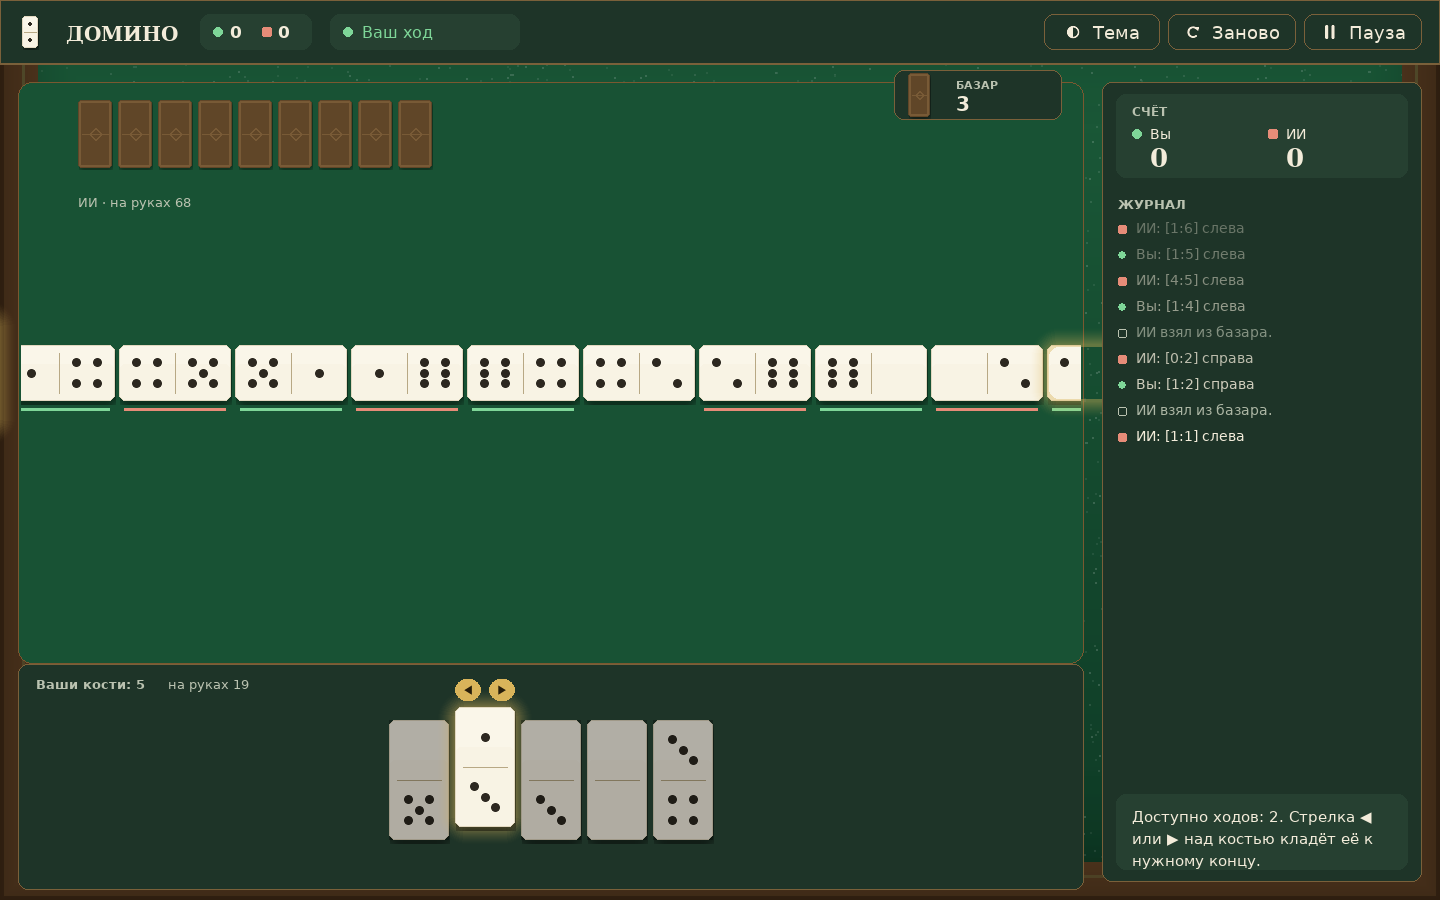 ДОМИНО
0 0
Ваш ход
Тема
Заново
Пауза
БАЗАР
3
ИИ · на руках 68
СЧЁТ
Вы ИИ
0 0
ЖУРНАЛ
ИИ: [1:6] слева
Вы: [1:5] слева
ИИ: [4:5] слева
Вы: [1:4] слева
ИИ взял из базара.
ИИ: [0:2] справа
Вы: [1:2] справа
ИИ взял из базара.
ИИ: [1:1] слева
Ваши кости: 5 на руках 19
Доступно ходов: 2. Стрелка ◀
или ▶ над костью кладёт её к
нужному концу.